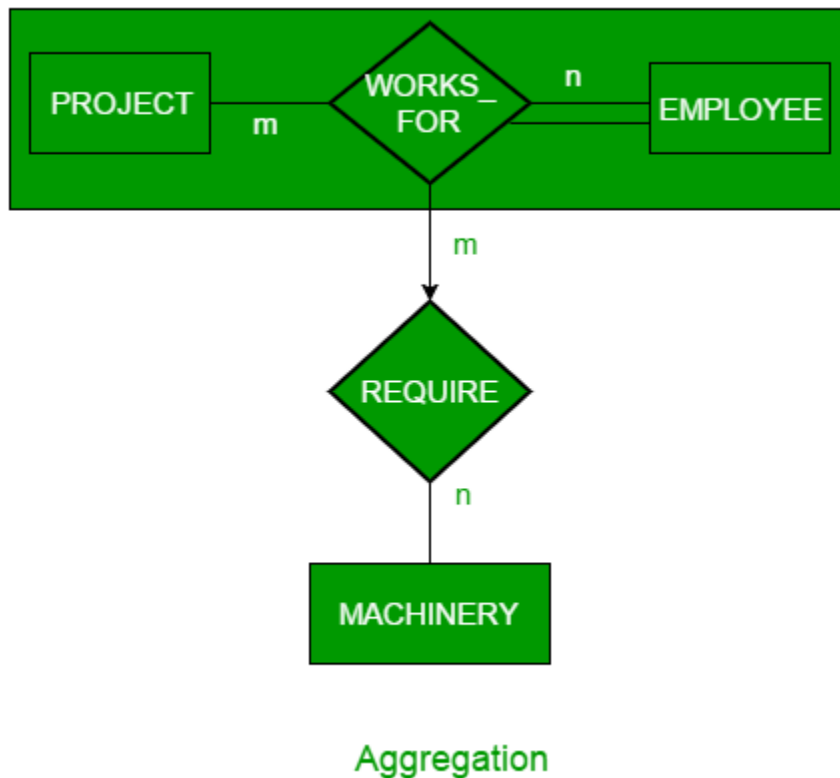 PROJECT
m
WORKS_
FOR
n
EMPLOYEE
m
REQUIRE
n
MACHINERY
Aggregation